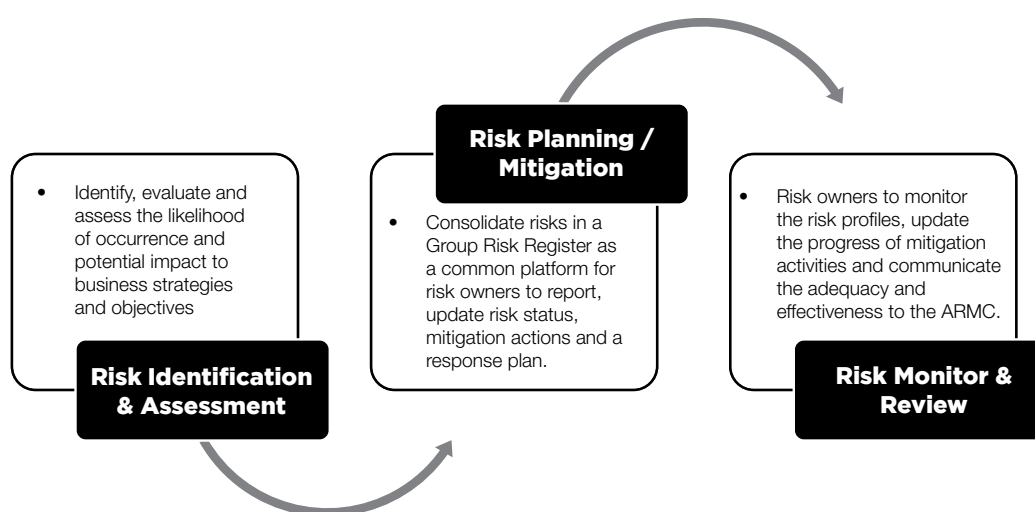 • Identify, evaluate and
assess the likelihood
of occurrence and
potential impact to
business strategies
and objectives
Risk Identification
& Assessment
Risk Planning /
Mitigation
• Consolidate risks in a
Group Risk Register as
a common platform for
risk owners to report,
update risk status,
mitigation actions and a
response plan.
• Risk owners to monitor
the risk profiles, update
the progress of mitigation
activities and communicate
the adequacy and
effectiveness to the ARMC.
Risk Monitor &
Review